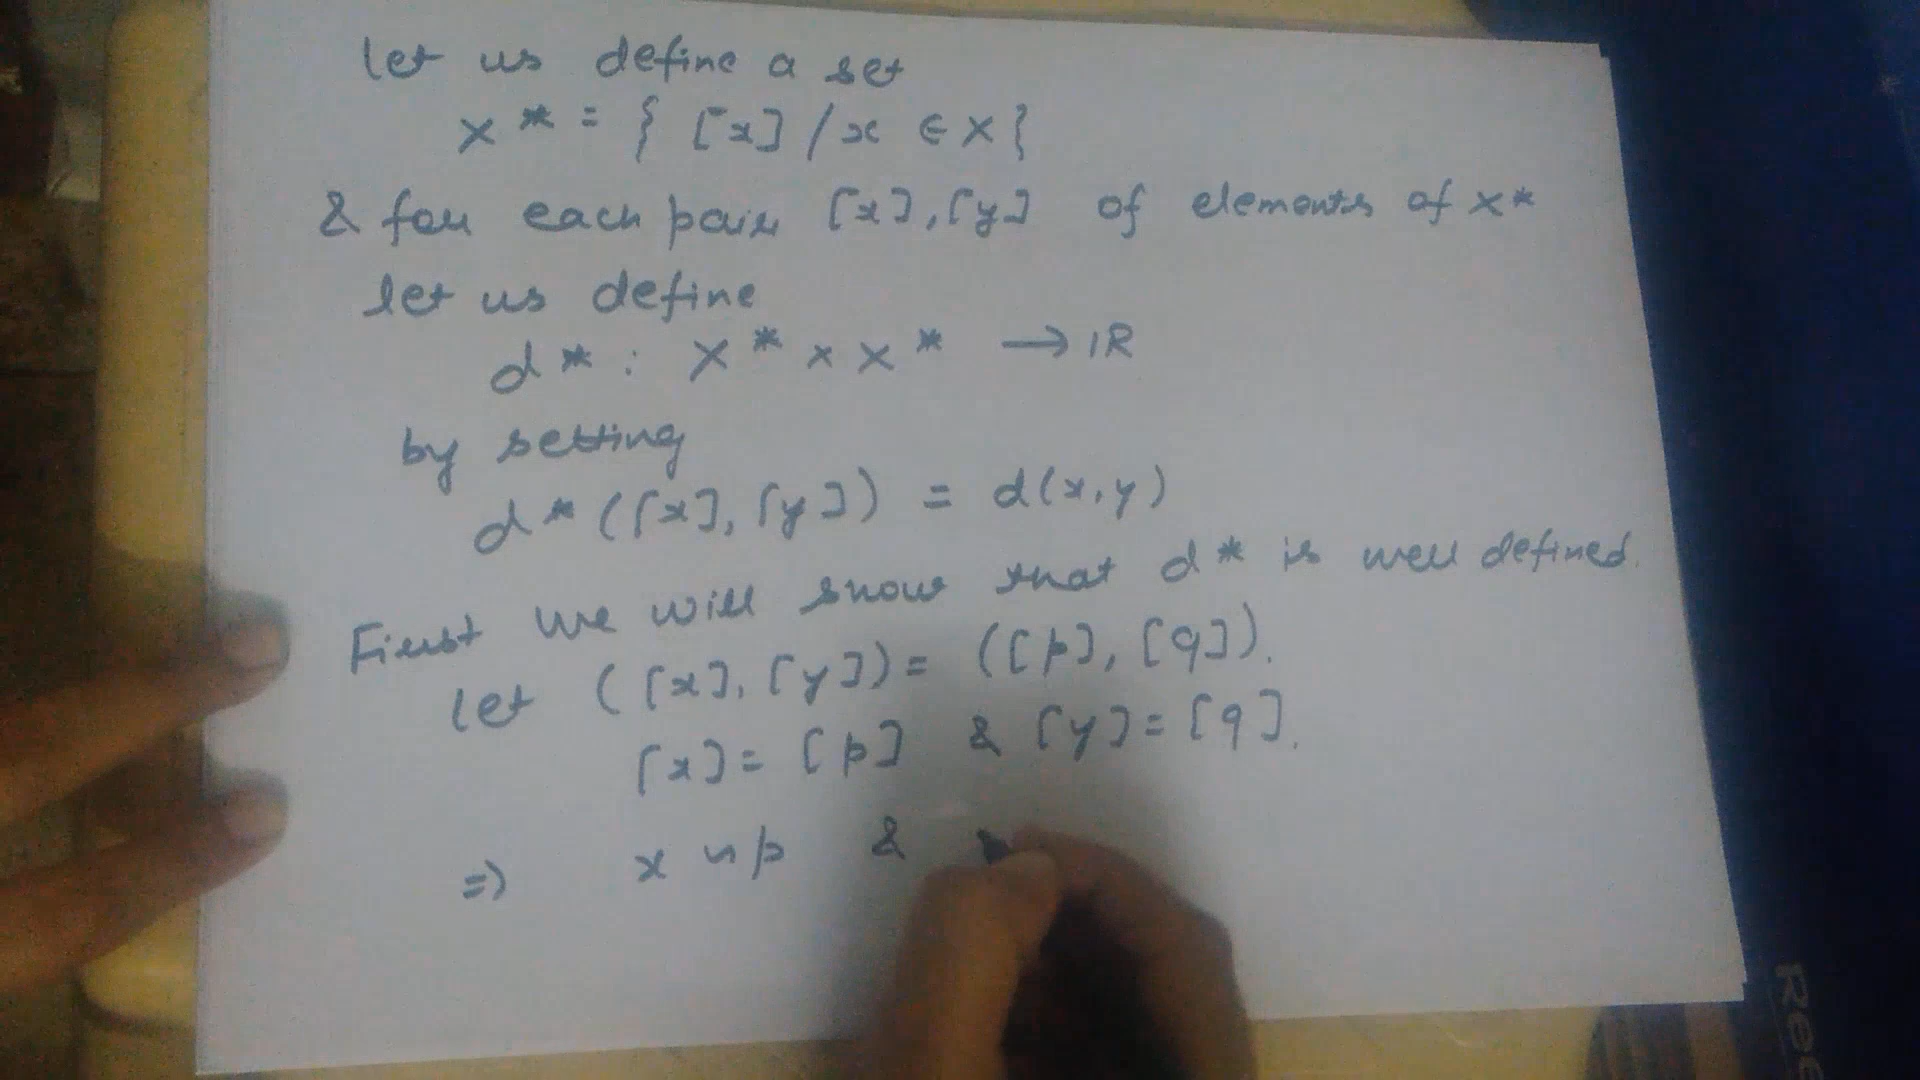 let us define a set
X* = { [x] / x ∈ X }
& for each pair [x], [y] of elements of X*
let us define
d* : X* × X* → IR
by setting
d* ([x], [y]) = d(x, y)
First we will show that d* is well defined.
let ([x], [y]) = ([p], [q]).
[x] = [p] & [y] = [q].
=) x ~ p &